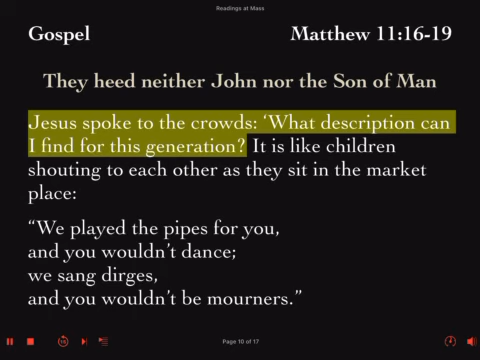 Readings at Mass
Gospel Matthew 11:16-19
They heed neither John nor the Son of Man
Jesus spoke to the crowds: ‘What description can
I find for this generation? It is like children
shouting to each other as they sit in the market
place:
“We played the pipes for you,
and you wouldn’t dance;
we sang dirges,
and you wouldn’t be mourners.”
Page 10 of 17